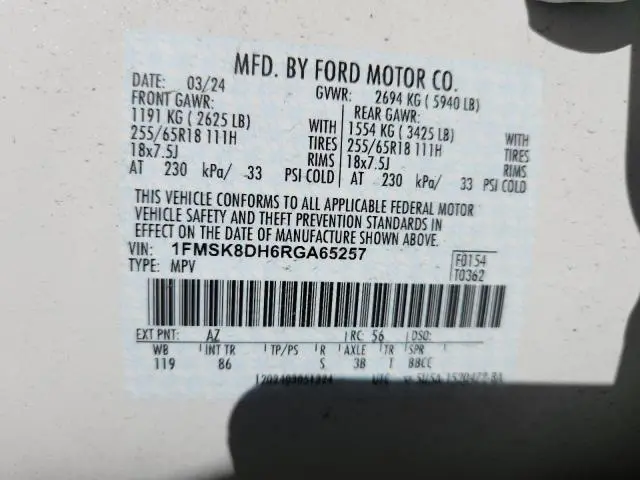 MFD. BY FORD MOTOR CO.
DATE: 03/24 GVWR: 2694 KG ( 5940 LB)
FRONT GAWR: REAR GAWR:
1191 KG ( 2625 LB) WITH 1554 KG ( 3425 LB) WITH
255/65R18 111H TIRES 255/65R18 111H TIRES
18x7.5J RIMS 18x7.5J RIMS
AT 230 kPa/ 33 PSI COLD AT 230 kPa/ 33 PSI COLD
THIS VEHICLE CONFORMS TO ALL APPLICABLE FEDERAL MOTOR
VEHICLE SAFETY AND THEFT PREVENTION STANDARDS IN
EFFECT ON THE DATE OF MANUFACTURE SHOWN ABOVE.
VIN: 1FMSK8DH6RGA65257 F0154
TYPE: MPV T0362
EXT PNT: AZ RC: 56 DSO:
WB INT TR TP/PS R AXLE TR SPR
119 86 S 3B T BBCC
UTC